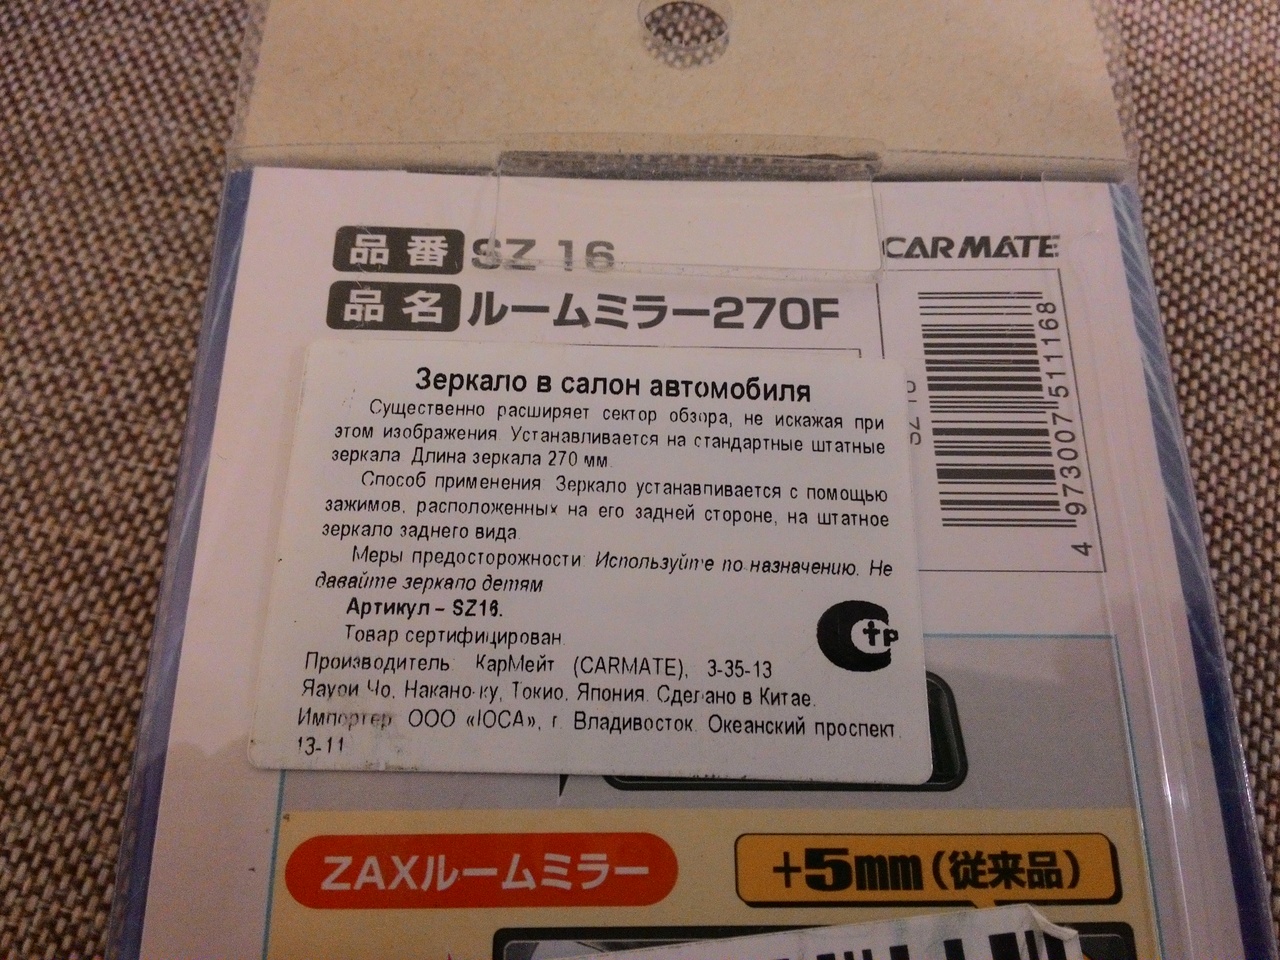 品番 SZ 16
CARMATE
品名 ルームミラー270F
4 973007 511168
Зеркало в салон автомобиля
Существенно расширяет сектор обзора, не искажая при
этом изображения. Устанавливается на стандартные штатные
зеркала. Длина зеркала 270 мм.
Способ применения. Зеркало устанавливается с помощью
зажимов, расположенных на его задней стороне, на штатное
зеркало заднего вида.
Меры предосторожности: Используйте по назначению. Не
давайте зеркало детям
Артикул – SZ16.
Товар сертифицирован.
Производитель: КарМейт (CARMATE), 3-35-13
Чо, Накано-ку, Токио, Япония. Сделано в Китае.
Импортер ООО «ЮСА», г. Владивосток. Океанский проспект
13-11
СТР
ZAXルームミラー
+5mm(従来品)